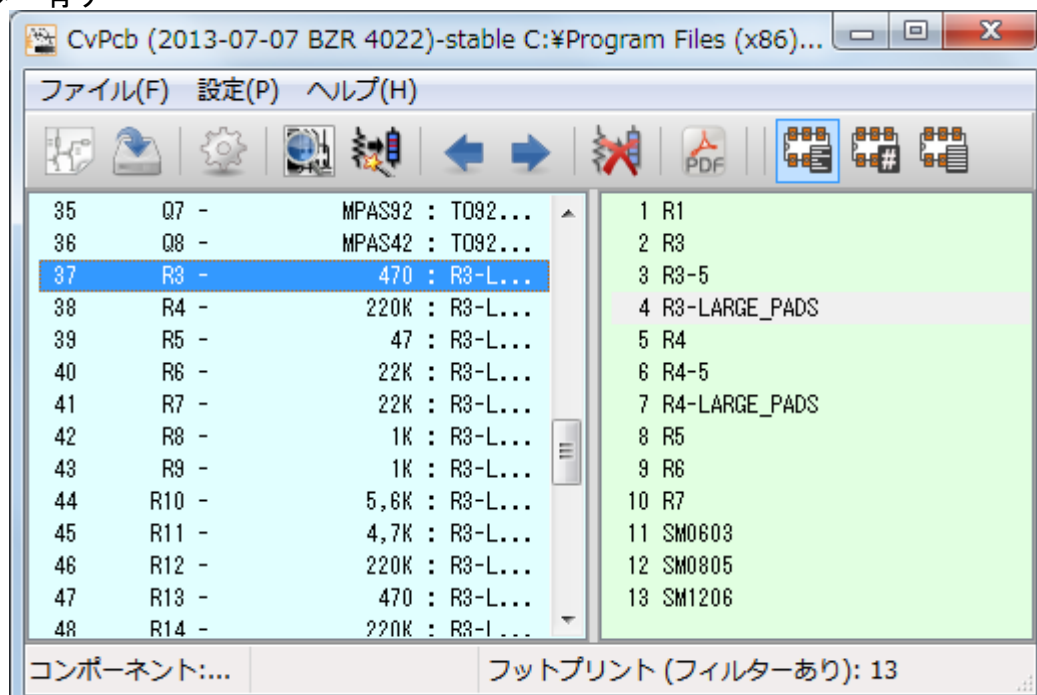 CvPcb (2013-07-07 BZR 4022)-stable C:¥Program Files (x86)...
ファイル(F) 設定(P) ヘルプ(H)
PDF
#
35 Q7 - MPAS92 : TO92...
36 Q8 - MPAS42 : TO92...
37 R3 - 470 : R3-L...
38 R4 - 220K : R3-L...
39 R5 - 47 : R3-L...
40 R6 - 22K : R3-L...
41 R7 - 22K : R3-L...
42 R8 - 1K : R3-L...
43 R9 - 1K : R3-L...
44 R10 - 5,6K : R3-L...
45 R11 - 4,7K : R3-L...
46 R12 - 220K : R3-L...
47 R13 - 470 : R3-L...
48 R14 - 220K : R3-L...
1 R1
2 R3
3 R3-5
4 R3-LARGE_PADS
5 R4
6 R4-5
7 R4-LARGE_PADS
8 R5
9 R6
10 R7
11 SM0603
12 SM0805
13 SM1206
コンポーネント:...
フットプリント (フィルターあり): 13